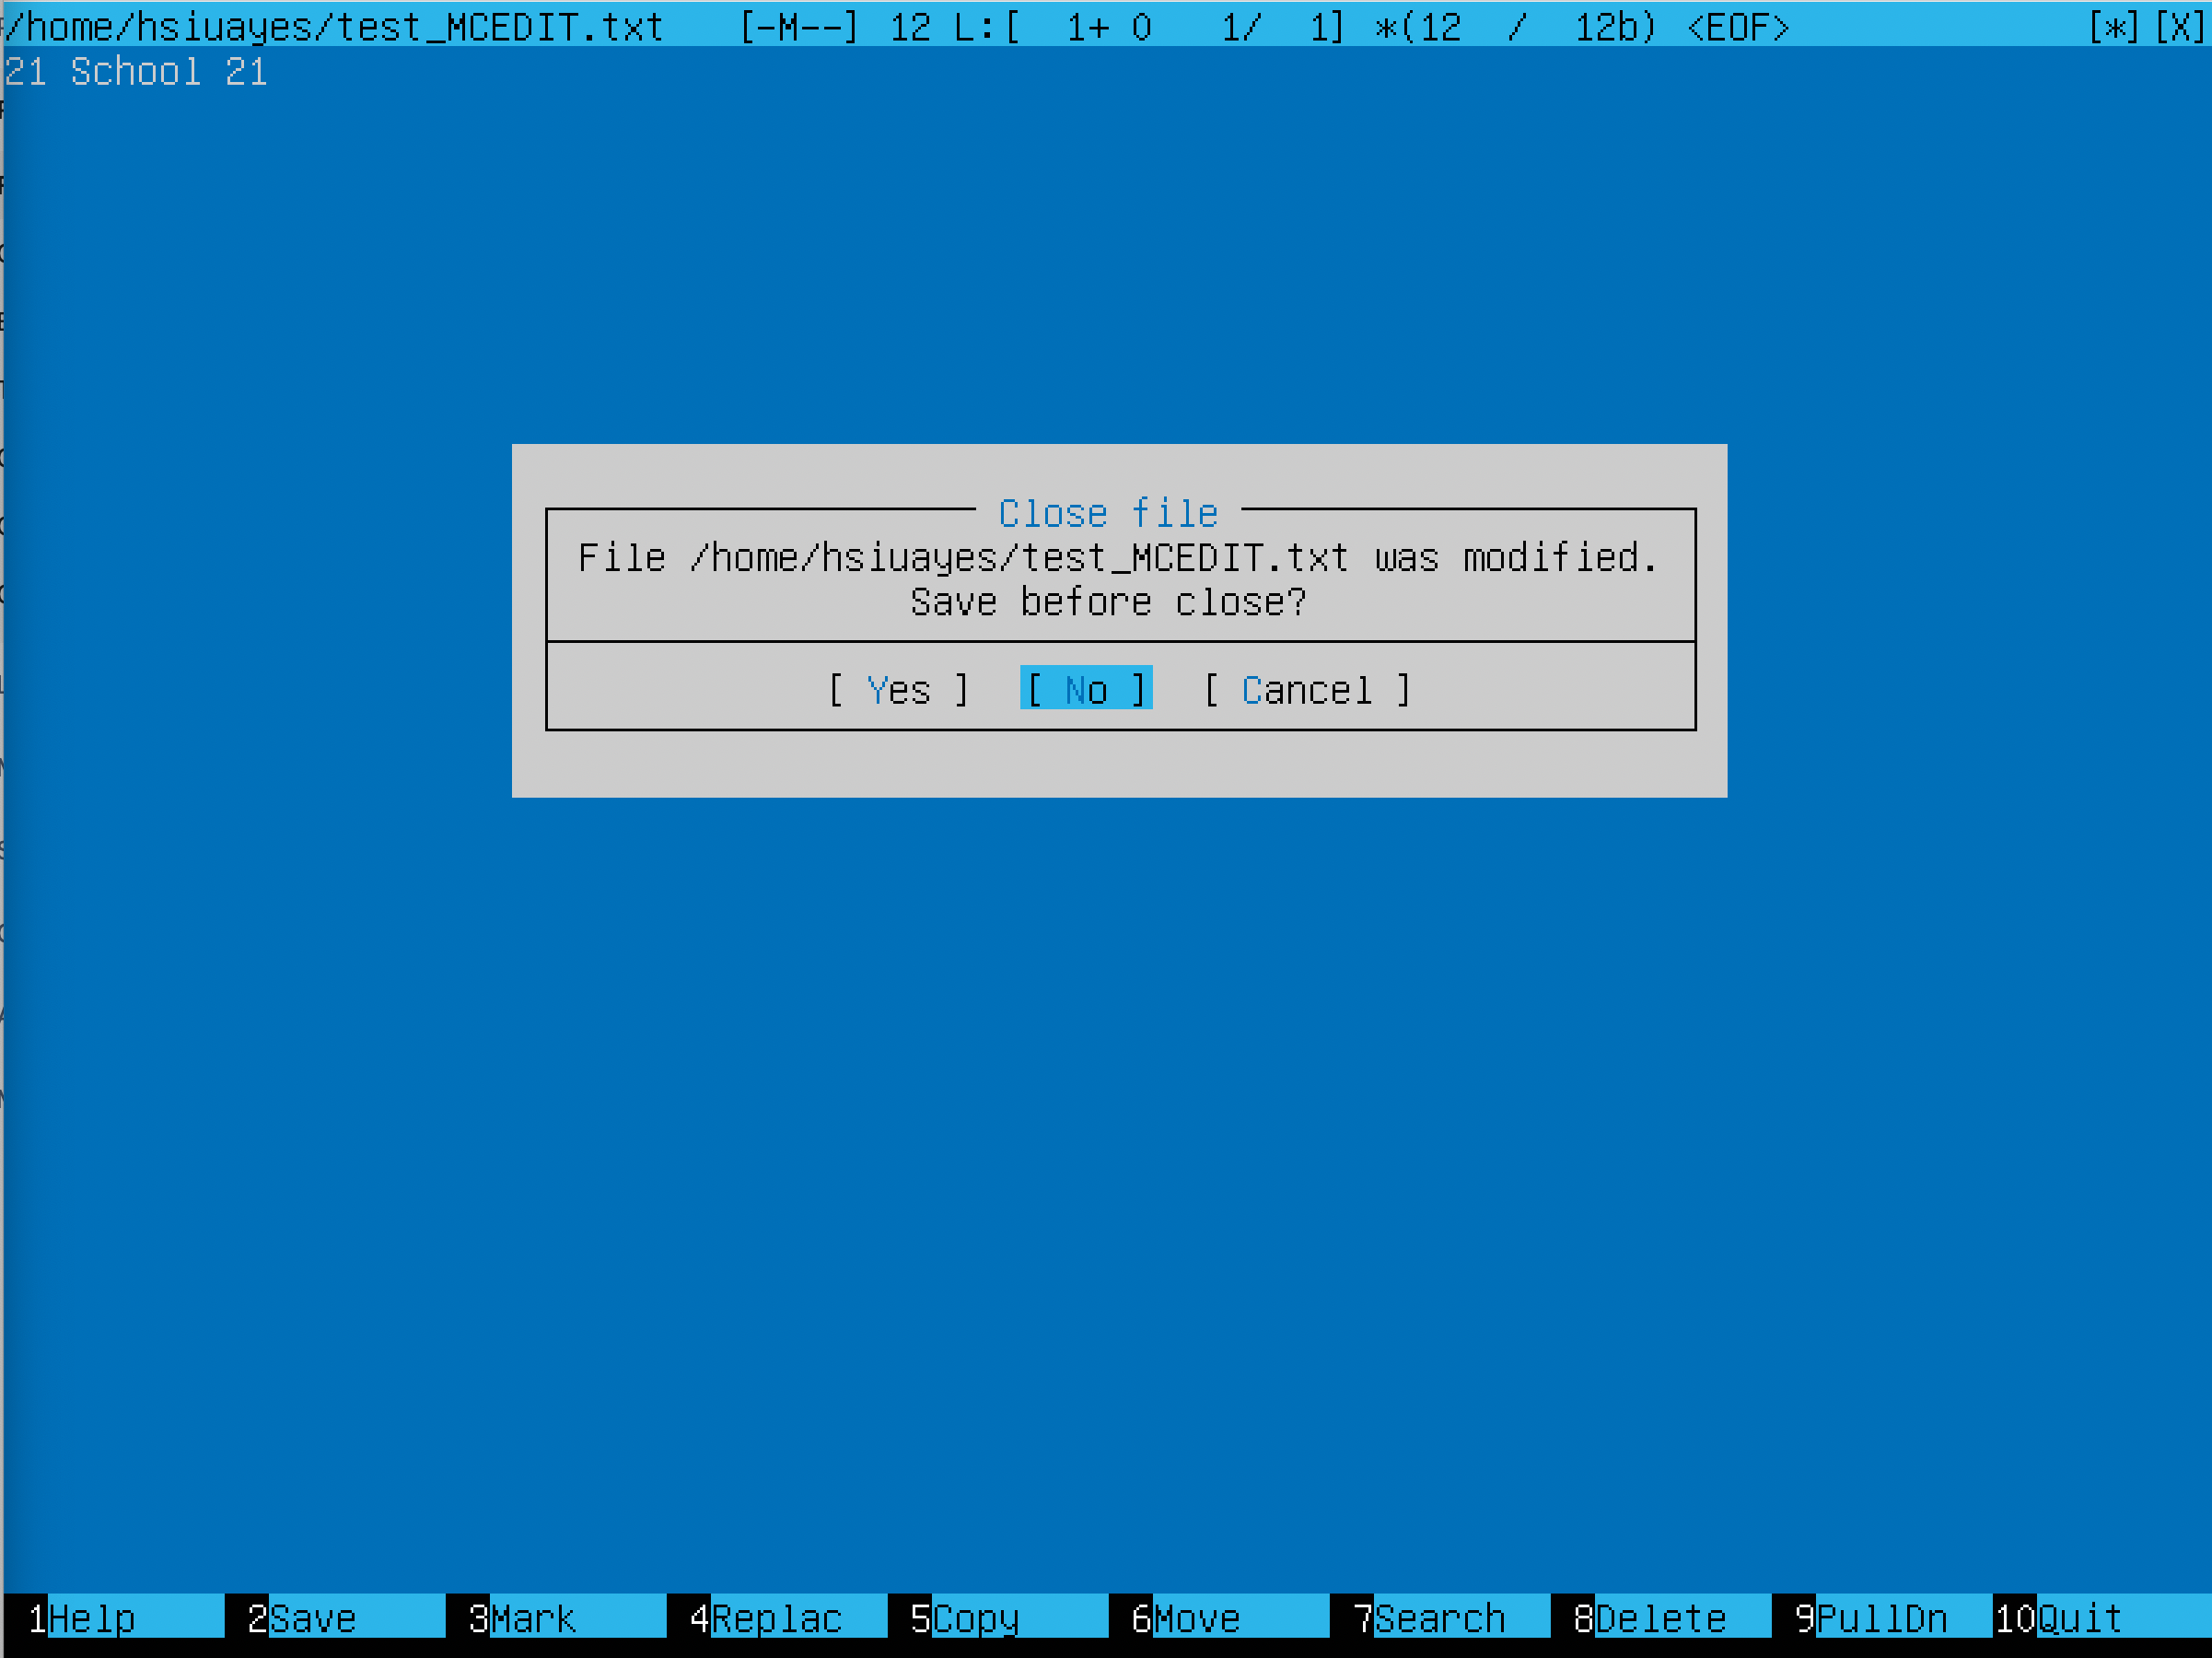 /home/hsiuayes/test_MCEDIT.txt [-M--] 12 L:[ 1+ 0 1/ 1] *(12 / 12b) <EOF> [*][X]
21 School 21
Close file
File /home/hsiuayes/test_MCEDIT.txt was modified.
Save before close?
[ Yes ] [ No ] [ Cancel ]
1Help 2Save 3Mark 4Replac 5Copy 6Move 7Search 8Delete 9PullDn 10Quit